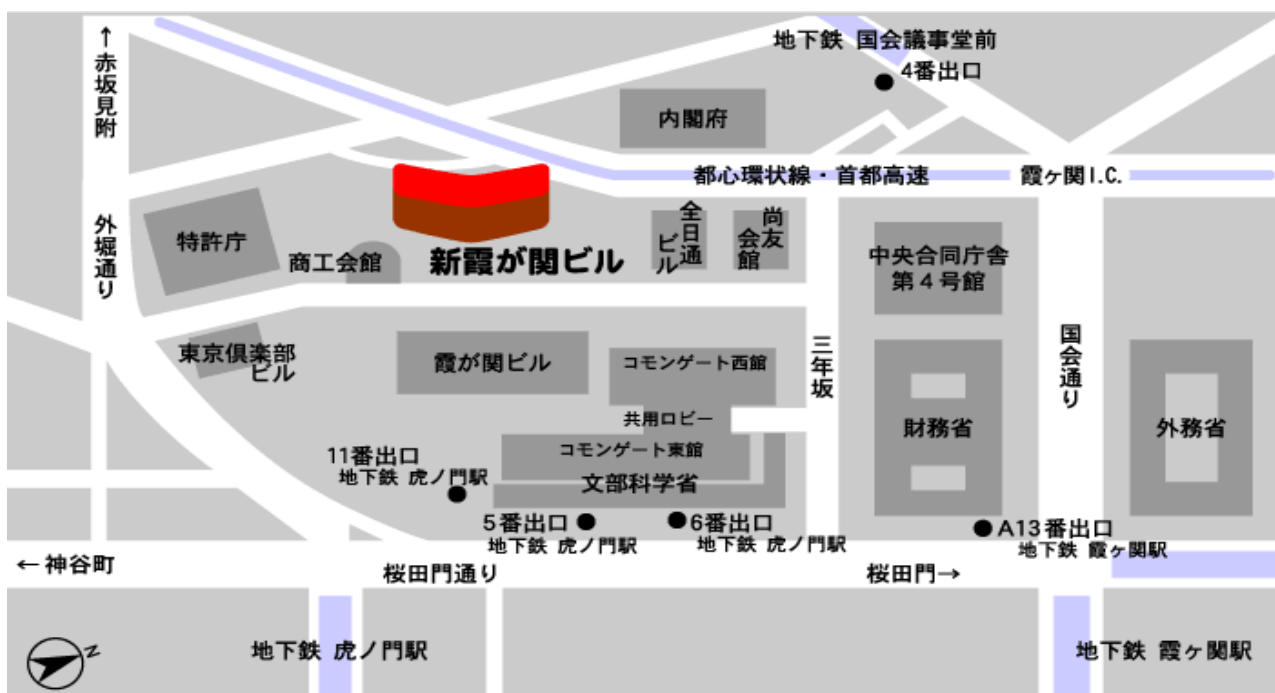 地下鉄 国会議事堂前
4番出口
↑赤坂見附
内閣府
都心環状線・首都高速
霞ヶ関I.C.
外堀通り
特許庁
商工会館
新霞が関ビル
全日通
ビル
尚友
会館
中央合同庁舎
第4号館
東京倶楽部
ビル
霞が関ビル
コモンゲート西館
三年坂
国会通り
共用ロビー
財務省
外務省
コモンゲート東館
11番出口
地下鉄 虎ノ門駅
文部科学省
5番出口
地下鉄 虎ノ門駅
6番出口
地下鉄 虎ノ門駅
A13番出口
地下鉄 霞ヶ関駅
←神谷町
桜田門通り
桜田門→
地下鉄 虎ノ門駅
地下鉄 霞ヶ関駅
Z